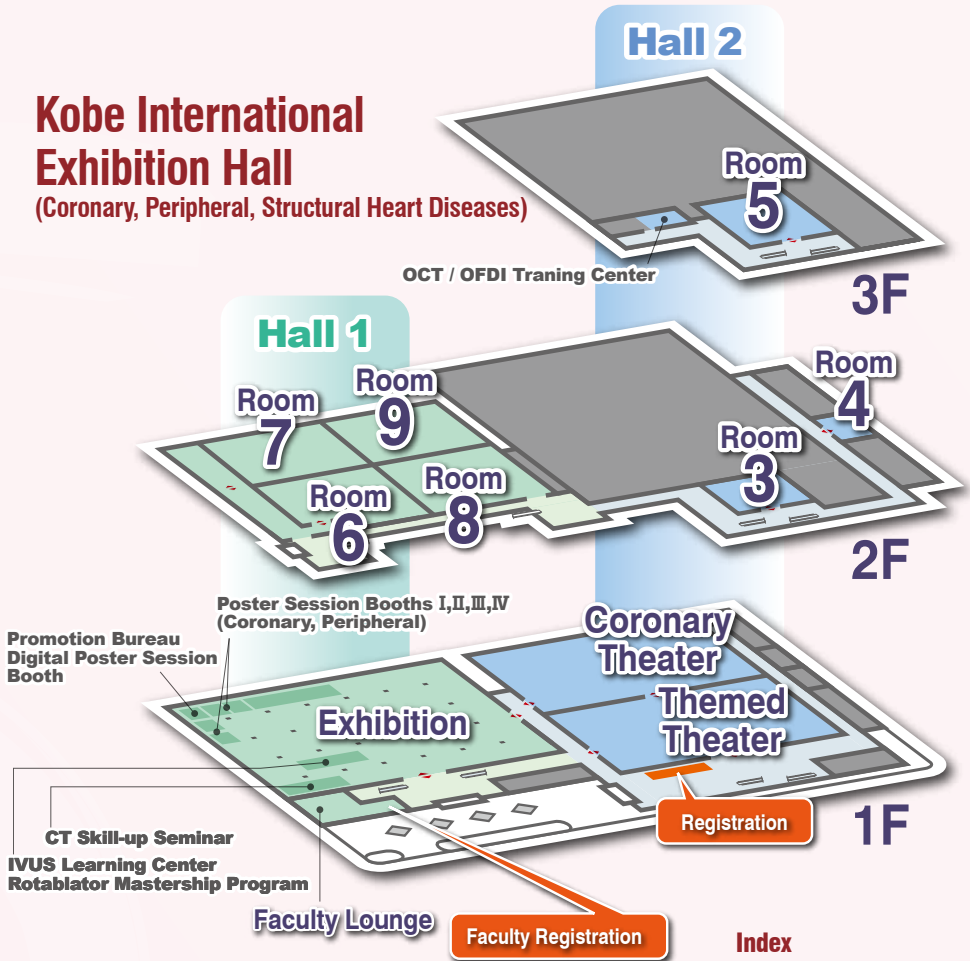 Hall 2
Kobe International
Exhibition Hall
(Coronary, Peripheral, Structural Heart Diseases)
Room
5
OCT / OFDI Traning Center
3F
Hall 1
Room
7
Room
9
Room
4
Room
3
Room
6
Room
8
2F
Poster Session Booths Ⅰ,Ⅱ,Ⅲ,Ⅳ
(Coronary, Peripheral)
Promotion Bureau
Digital Poster Session
Booth
Coronary
Theater
Exhibition
Themed
Theater
Registration
1F
CT Skill-up Seminar
IVUS Learning Center
Rotablator Mastership Program
Faculty Lounge
Faculty Registration
Index